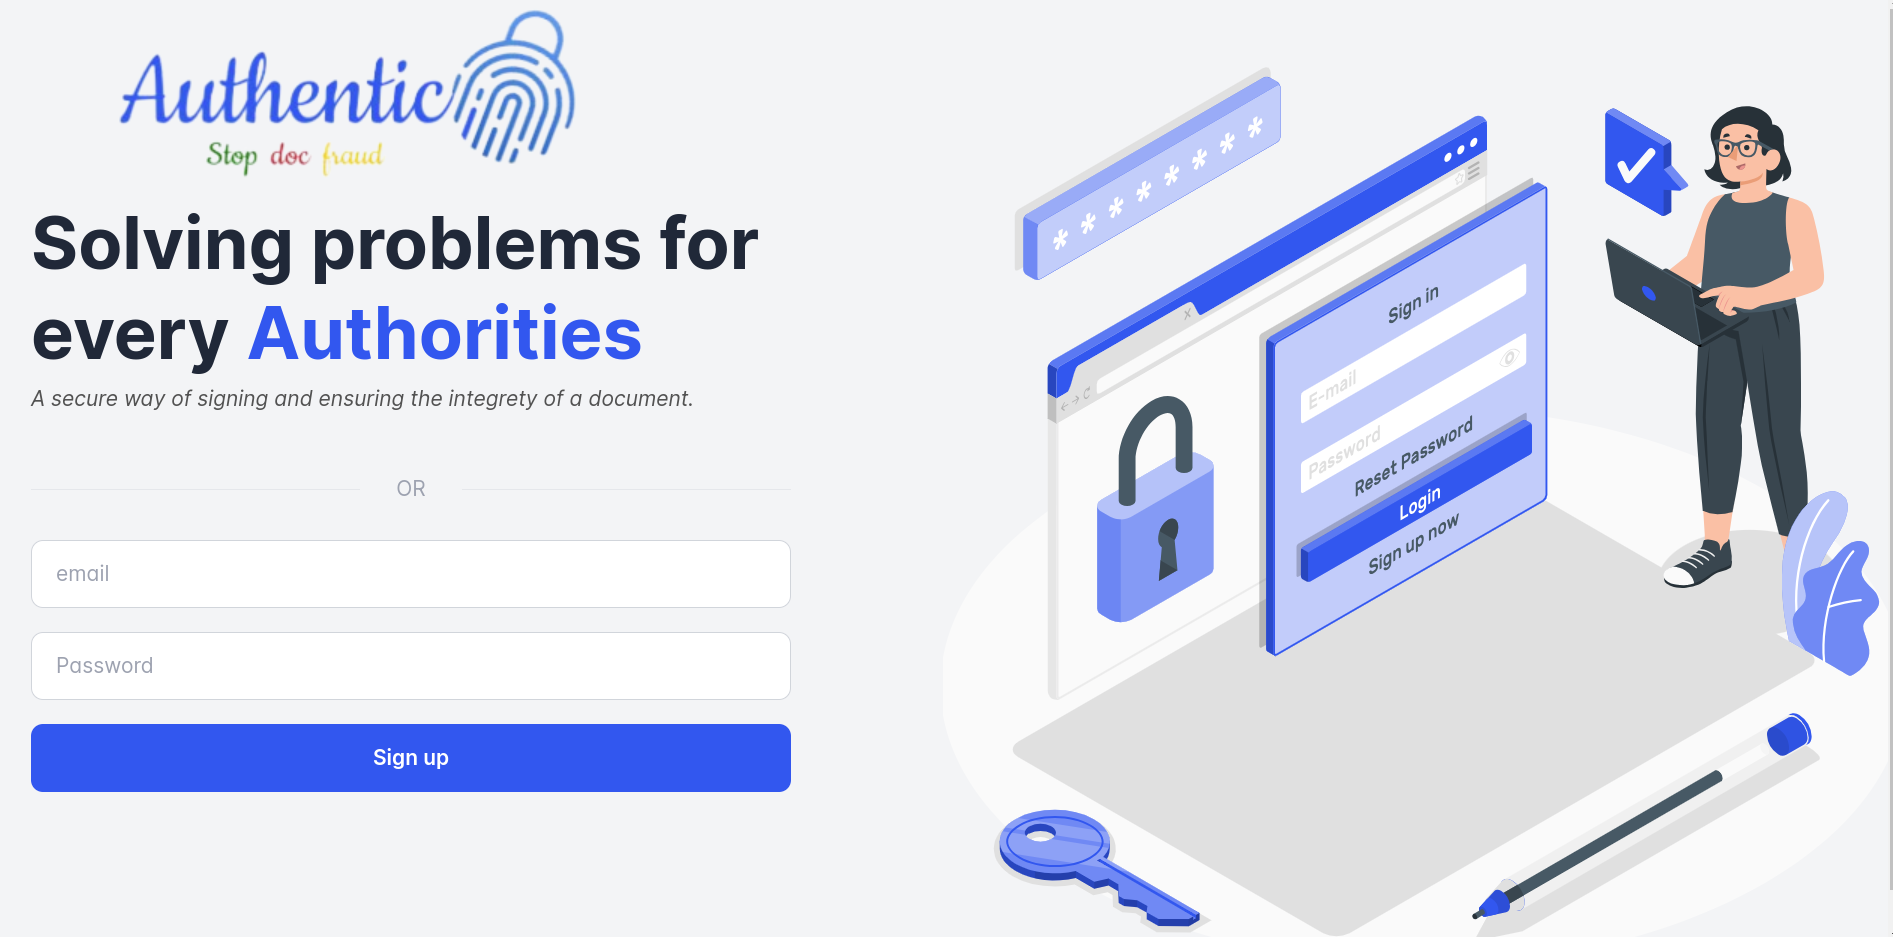 Authentic
Stop doc fraud
Solving problems for
every Authorities
A secure way of signing and ensuring the integrety of a document.
OR
email
Password
Sign up
* * * * * * * *
X
Sign in
E-mail
Password
Reset Password
Login
Sign up now